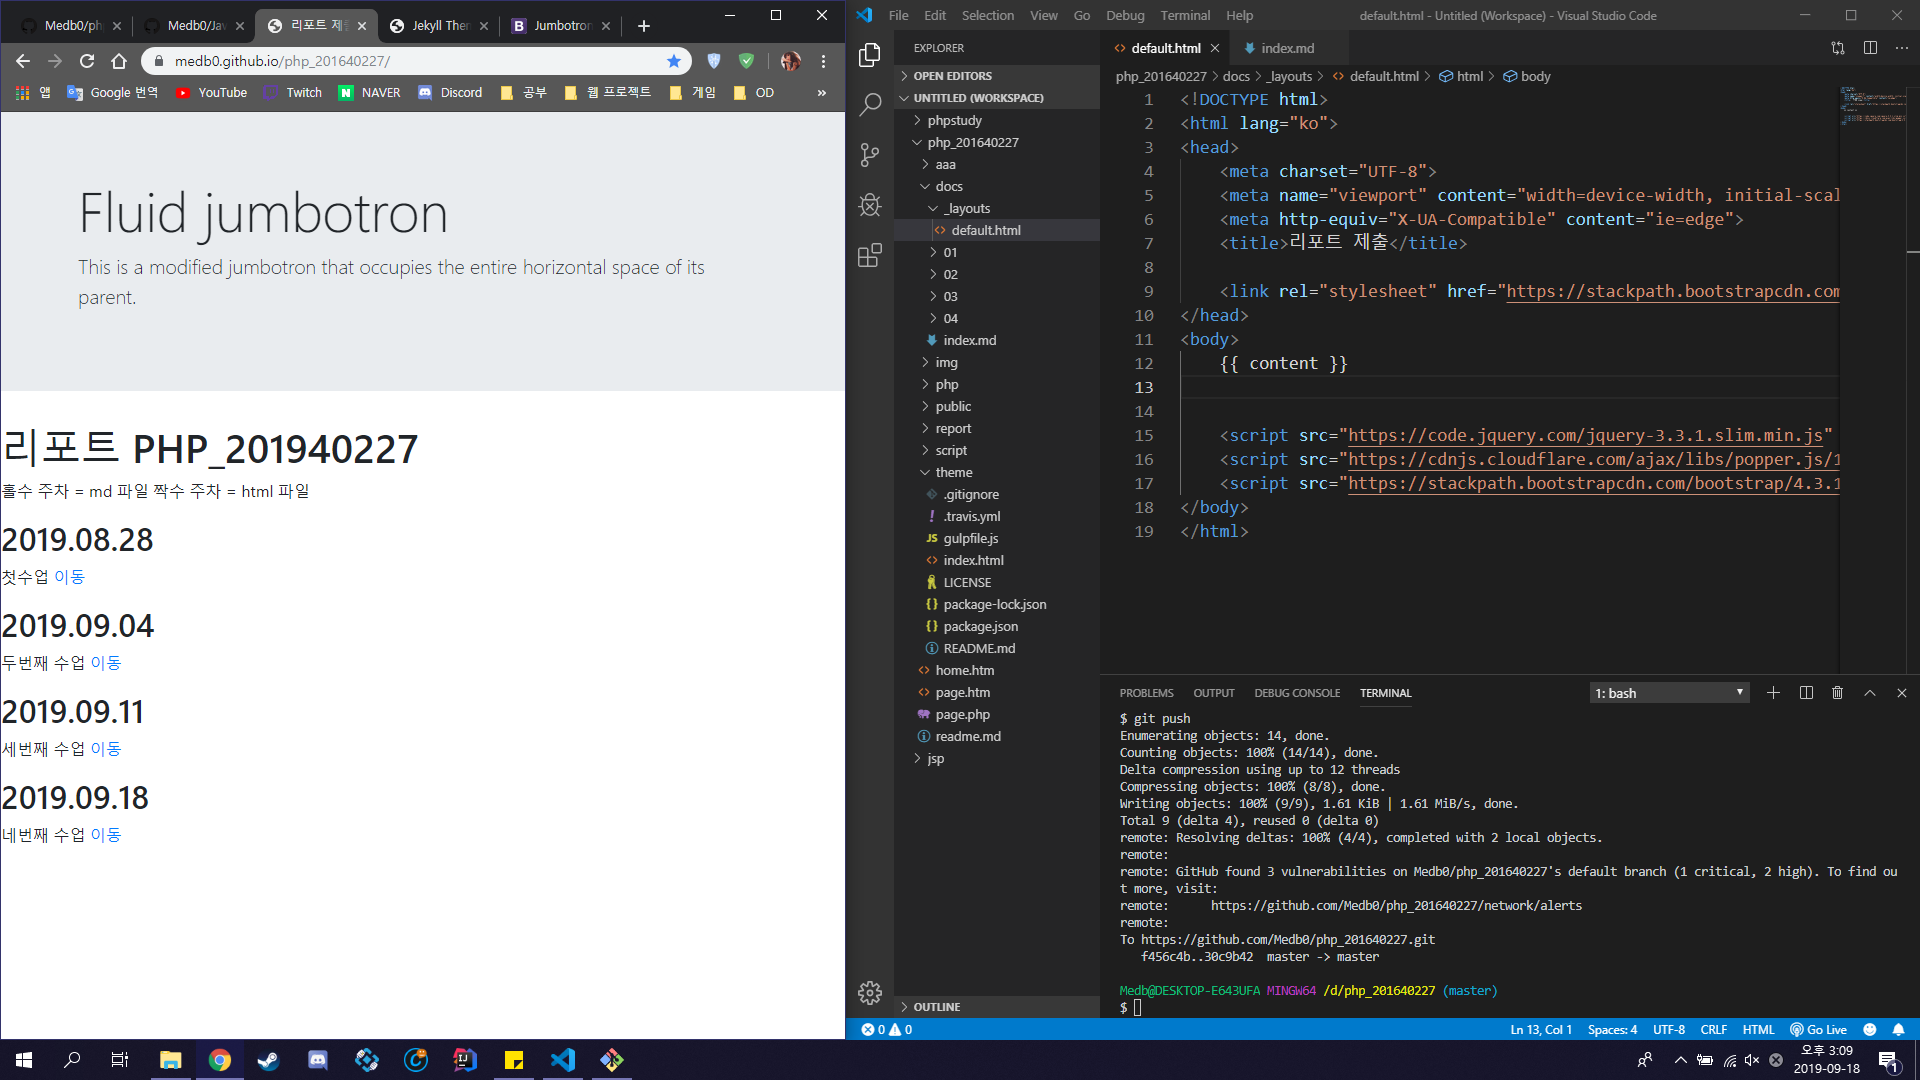 Medb0/ph
Medb0/Jav
리포트 제출
Jekyll Them
Jumbotron
medb0.github.io/php_201640227/
앱
Google 번역
YouTube
Twitch
NAVER
Discord
공부
웹 프로젝트
게임
OD
»
Fluid jumbotron
This is a modified jumbotron that occupies the entire horizontal space of its
parent.
리포트 PHP_201940227
홀수 주차 = md 파일 짝수 주차 = html 파일
2019.08.28
첫수업 이동
2019.09.04
두번째 수업 이동
2019.09.11
세번째 수업 이동
2019.09.18
네번째 수업 이동
File Edit Selection View Go Debug Terminal Help
default.html - Untitled (Workspace) - Visual Studio Code
EXPLORER
OPEN EDITORS
UNTITLED (WORKSPACE)
phpstudy
php_201640227
aaa
docs
_layouts
default.html
01
02
03
04
index.md
img
php
public
report
script
theme
.gitignore
.travis.yml
gulpfile.js
index.html
LICENSE
package-lock.json
package.json
README.md
home.htm
page.htm
page.php
readme.md
jsp
OUTLINE
default.html
index.md
php_201640227 > docs > _layouts > default.html > html > body
1 <!DOCTYPE html>
2 <html lang="ko">
3 <head>
4 <meta charset="UTF-8">
5 <meta name="viewport" content="width=device-width, initial-scal
6 <meta http-equiv="X-UA-Compatible" content="ie=edge">
7 <title>리포트 제출</title>
8
9 <link rel="stylesheet" href="https://stackpath.bootstrapcdn.com
10 </head>
11 <body>
12 {{ content }}
13
14
15 <script src="https://code.jquery.com/jquery-3.3.1.slim.min.js"
16 <script src="https://cdnjs.cloudflare.com/ajax/libs/popper.js/1
17 <script src="https://stackpath.bootstrapcdn.com/bootstrap/4.3.1
18 </body>
19 </html>
PROBLEMS OUTPUT DEBUG CONSOLE TERMINAL
1: bash
$ git push
Enumerating objects: 14, done.
Counting objects: 100% (14/14), done.
Delta compression using up to 12 threads
Compressing objects: 100% (8/8), done.
Writing objects: 100% (9/9), 1.61 KiB | 1.61 MiB/s, done.
Total 9 (delta 4), reused 0 (delta 0)
remote: Resolving deltas: 100% (4/4), completed with 2 local objects.
remote:
remote: GitHub found 3 vulnerabilities on Medb0/php_201640227's default branch (1 critical, 2 high). To find ou
t more, visit:
remote: https://github.com/Medb0/php_201640227/network/alerts
remote:
To https://github.com/Medb0/php_201640227.git
f456c4b..30c9b42 master -> master
Medb@DESKTOP-E643UFA MINGW64 /d/php_201640227 (master)
$
0 0
Ln 13, Col 1 Spaces: 4 UTF-8 CRLF HTML Go Live
오후 3:09
2019-09-18
1